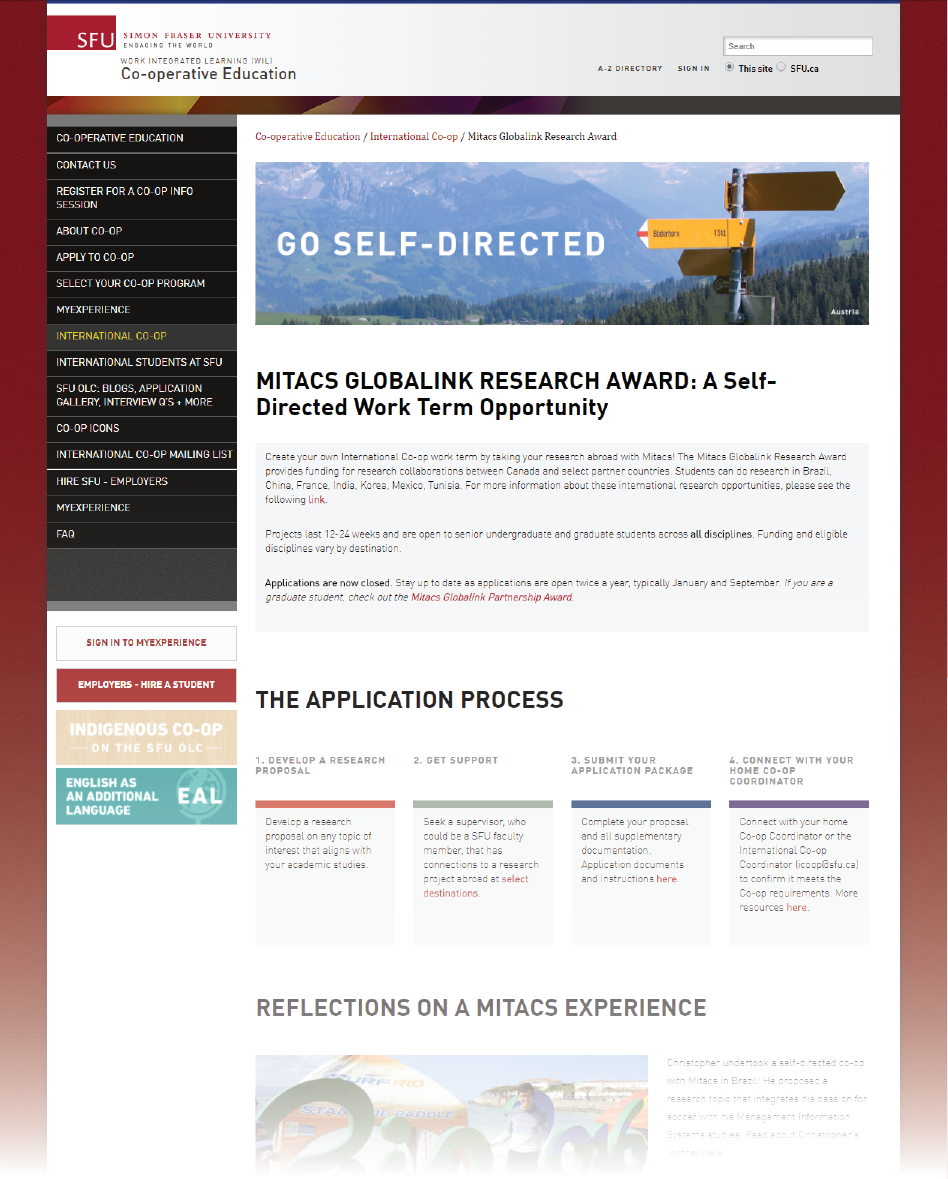 SFU
SIMON FRASER UNIVERSITY
ENGAGING THE WORLD
WORK INTEGRATED LEARNING (WIL)
Co-operative Education
Search
A-Z DIRECTORY SIGN IN This site SFU.ca
CO-OPERATIVE EDUCATION
CONTACT US
REGISTER FOR A CO-OP INFO
SESSION
ABOUT CO-OP
APPLY TO CO-OP
SELECT YOUR CO-OP PROGRAM
MYEXPERIENCE
INTERNATIONAL CO-OP
INTERNATIONAL STUDENTS AT SFU
SFU OLC: BLOGS, APPLICATION
GALLERY, INTERVIEW Q'S + MORE
CO-OP ICONS
INTERNATIONAL CO-OP MAILING LIST
HIRE SFU - EMPLOYERS
MYEXPERIENCE
FAQ
SIGN IN TO MYEXPERIENCE
EMPLOYERS - HIRE A STUDENT
INDIGENOUS CO-OP
ON THE SFU OLC
ENGLISH AS
AN ADDITIONAL
LANGUAGE
EAL
Co-operative Education / International Co-op / Mitacs Globalink Research Award
GO SELF-DIRECTED
Böderhorn 1 Std.
Austria
MITACS GLOBALINK RESEARCH AWARD: A Self-
Directed Work Term Opportunity
Create your own International Co-op work term by taking your research abroad with Mitacs! The Mitacs Globalink Research Award
provides funding for research collaborations between Canada and select partner countries. Students can do research in Brazil,
China, France, India, Korea, Mexico, Tunisia. For more information about these international research opportunities, please see the
following link.
Projects last 12-24 weeks and are open to senior undergraduate and graduate students across all disciplines. Funding and eligible
disciplines vary by destination.
Applications are now closed. Stay up to date as applications are open twice a year, typically January and September. If you are a
graduate student, check out the Mitacs Globalink Partnership Award.
THE APPLICATION PROCESS
1. DEVELOP A RESEARCH
PROPOSAL
Develop a research
proposal on any topic of
interest that aligns with
your academic studies.
2. GET SUPPORT
Seek a supervisor, who
could be a SFU faculty
member, that has
connections to a research
project abroad at select
destinations.
3. SUBMIT YOUR
APPLICATION PACKAGE
Complete your proposal
and all supplementary
documentation.
Application documents
and instructions here.
4. CONNECT WITH YOUR
HOME CO-OP
COORDINATOR
Connect with your home
Co-op Coordinator or the
International Co-op
Coordinator (icoop@sfu.ca)
to confirm it meets the
Co-op requirements. More
resources here.
REFLECTIONS ON A MITACS EXPERIENCE
SURF RIO
STAND UP PADDLE
Christopher undertook a self-directed co-op
with Mitacs in Brazil! He proposed a
research topic that integrates his passion for
soccer with his Management Information
Systems studies. Read about Christopher's
journey here.